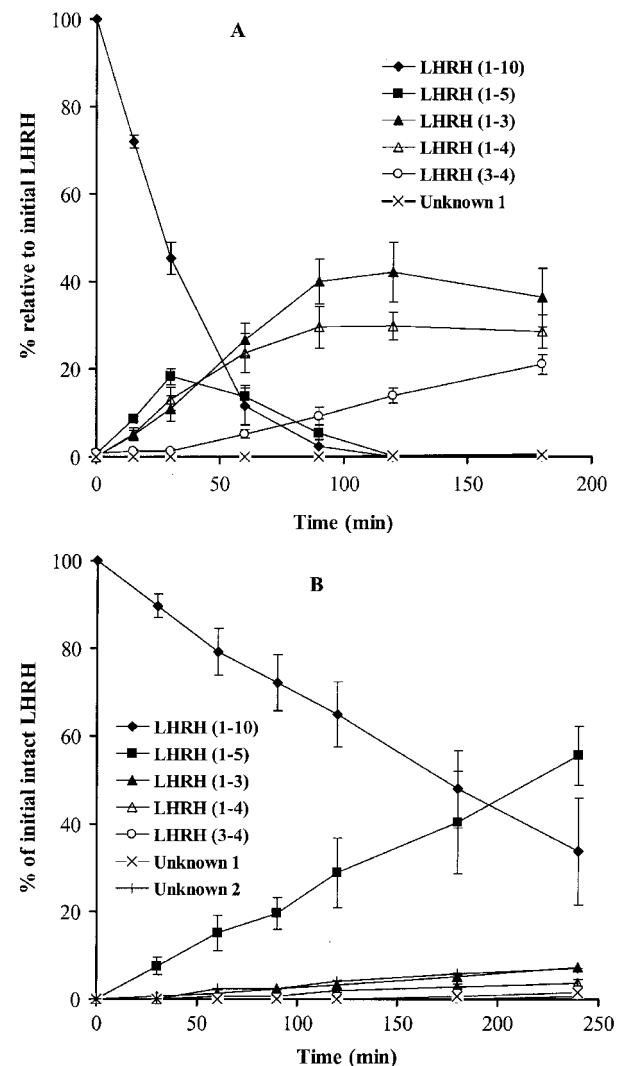 A
100
80
60
40
20
0
% relative to initial LHRH
LHRH (1-10)
LHRH (1-5)
LHRH (1-3)
LHRH (1-4)
LHRH (3-4)
Unknown 1
0 50 100 150 200
Time (min)
B
100
80
60
40
20
0
% of initial intact LHRH
LHRH (1-10)
LHRH (1-5)
LHRH (1-3)
LHRH (1-4)
LHRH (3-4)
Unknown 1
Unknown 2
0 50 100 150 200 250
Time (min)